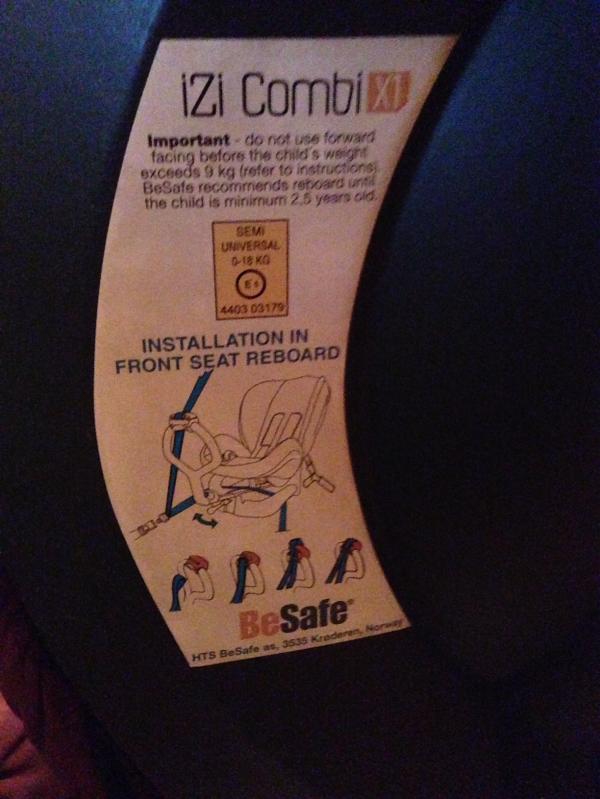 iZi Combi X1
Important - do not use forward
facing before the child's weight
exceeds 9 kg (refer to instructions).
BeSafe recommends reboard until
the child is minimum 2,5 years old.
SEMI
UNIVERSAL
0-18 KG
4403 03179
INSTALLATION IN
FRONT SEAT REBOARD
BeSafe®
HTS BeSafe as, 3535 Krøderen, Norway